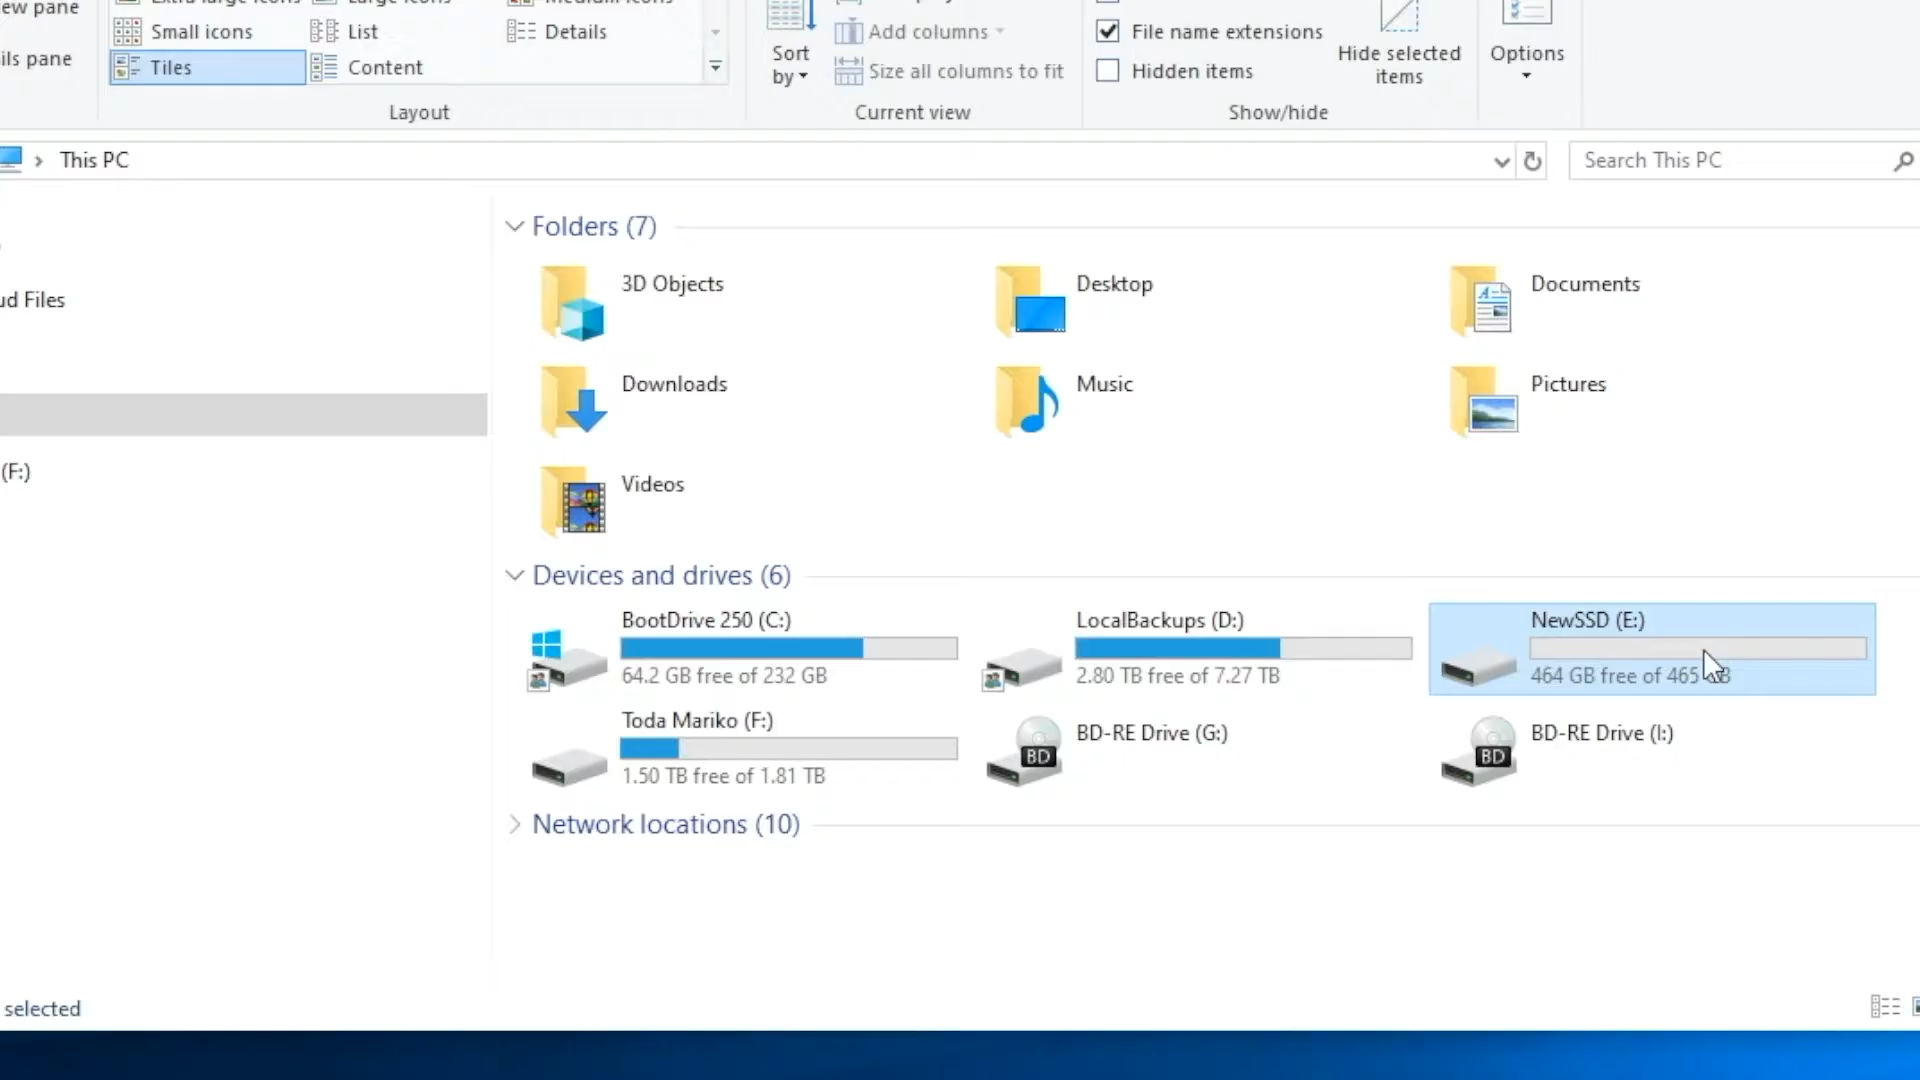 Small icons
List
Details
Tiles
Content
Layout
Sort
by
Add columns
Size all columns to fit
Current view
File name extensions
Hidden items
Show/hide
Hide selected
items
Options
This PC
Search This PC
Folders (7)
3D Objects
Desktop
Documents
Downloads
Music
Pictures
Videos
Files
(F:)
Devices and drives (6)
BootDrive 250 (C:)
64.2 GB free of 232 GB
LocalBackups (D:)
2.80 TB free of 7.27 TB
NewSSD (E:)
464 GB free of 465
Toda Mariko (F:)
1.50 TB free of 1.81 TB
BD-RE Drive (G:)
BD
BD-RE Drive (I:)
BD
Network locations (10)
selected
pane
pane